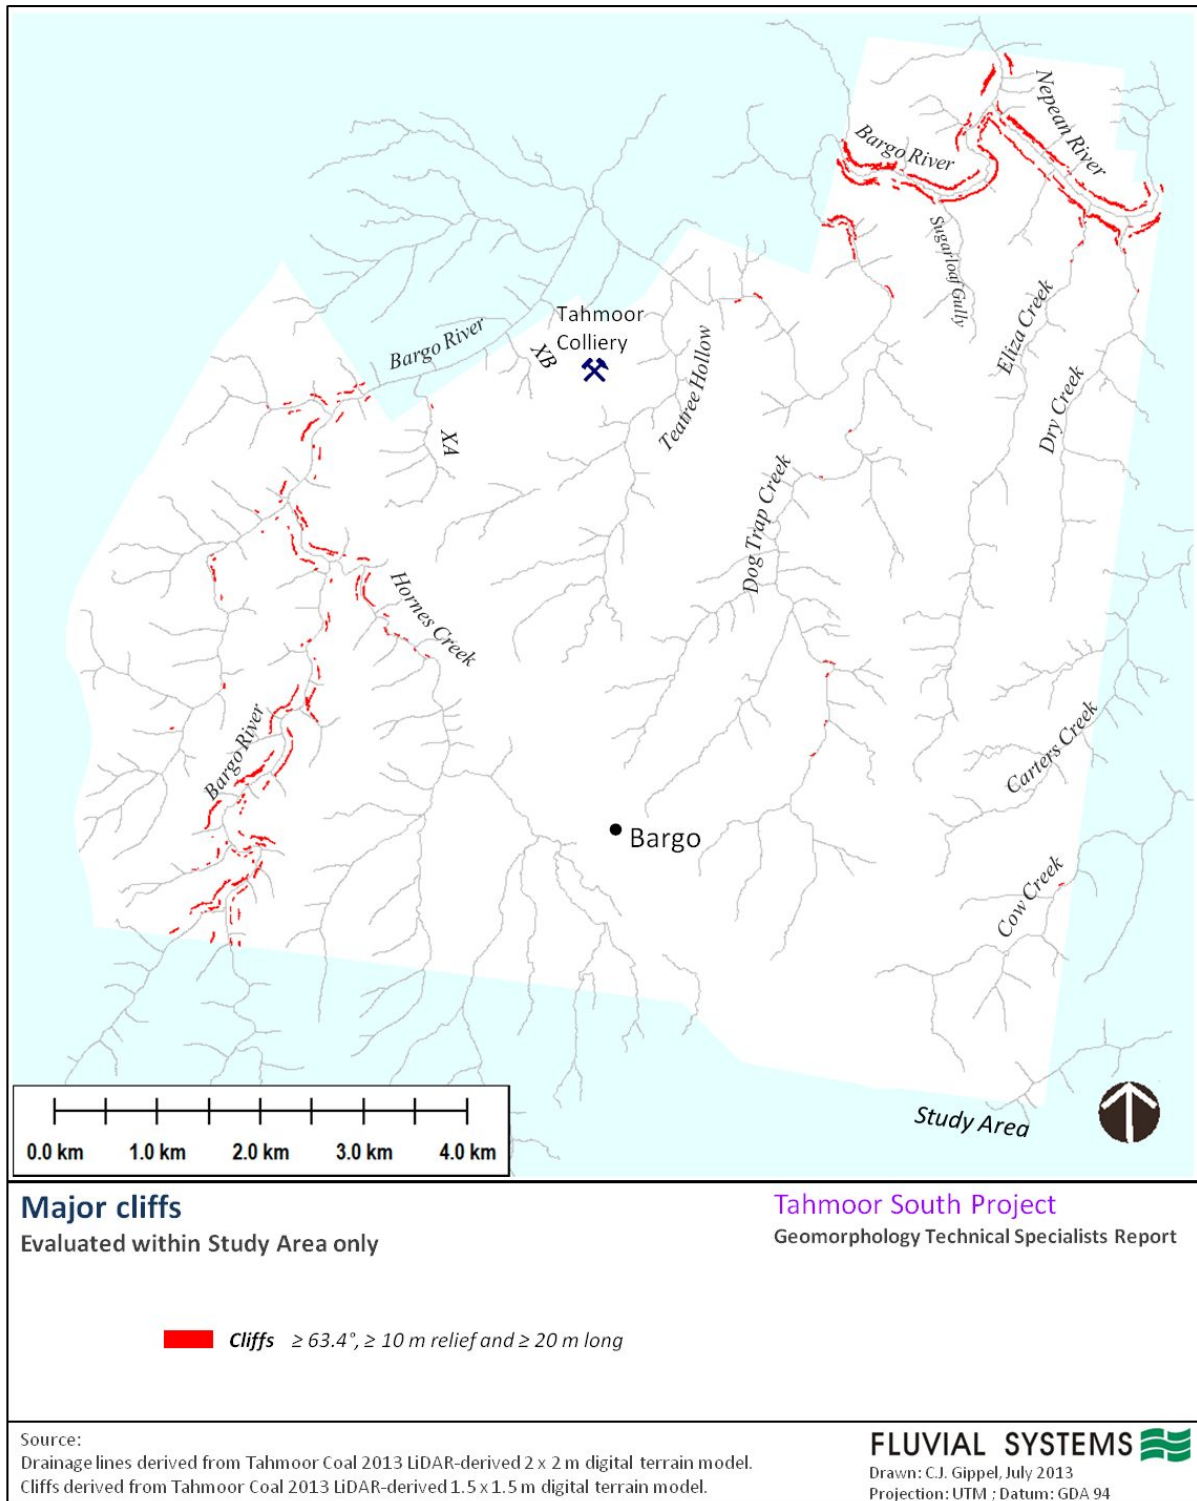 Nepean River
Bargo River
Sugarloaf Gully
Eliza Creek
Tahmoor
Colliery
Bargo River
XB
Teatree Hollow
Dry Creek
XA
Dog Trap Creek
Hornes Creek
Bargo River
Carters Creek
Bargo
Cow Creek
Study Area
0.0 km 1.0 km 2.0 km 3.0 km 4.0 km
Major cliffs
Evaluated within Study Area only
Tahmoor South Project
Geomorphology Technical Specialists Report
Cliffs ≥ 63.4°, ≥ 10 m relief and ≥ 20 m long
Source:
Drainage lines derived from Tahmoor Coal 2013 LiDAR-derived 2 x 2 m digital terrain model.
Cliffs derived from Tahmoor Coal 2013 LiDAR-derived 1.5 x 1.5 m digital terrain model.
FLUVIAL SYSTEMS
Drawn: C.J. Gippel, July 2013
Projection: UTM ; Datum: GDA 94